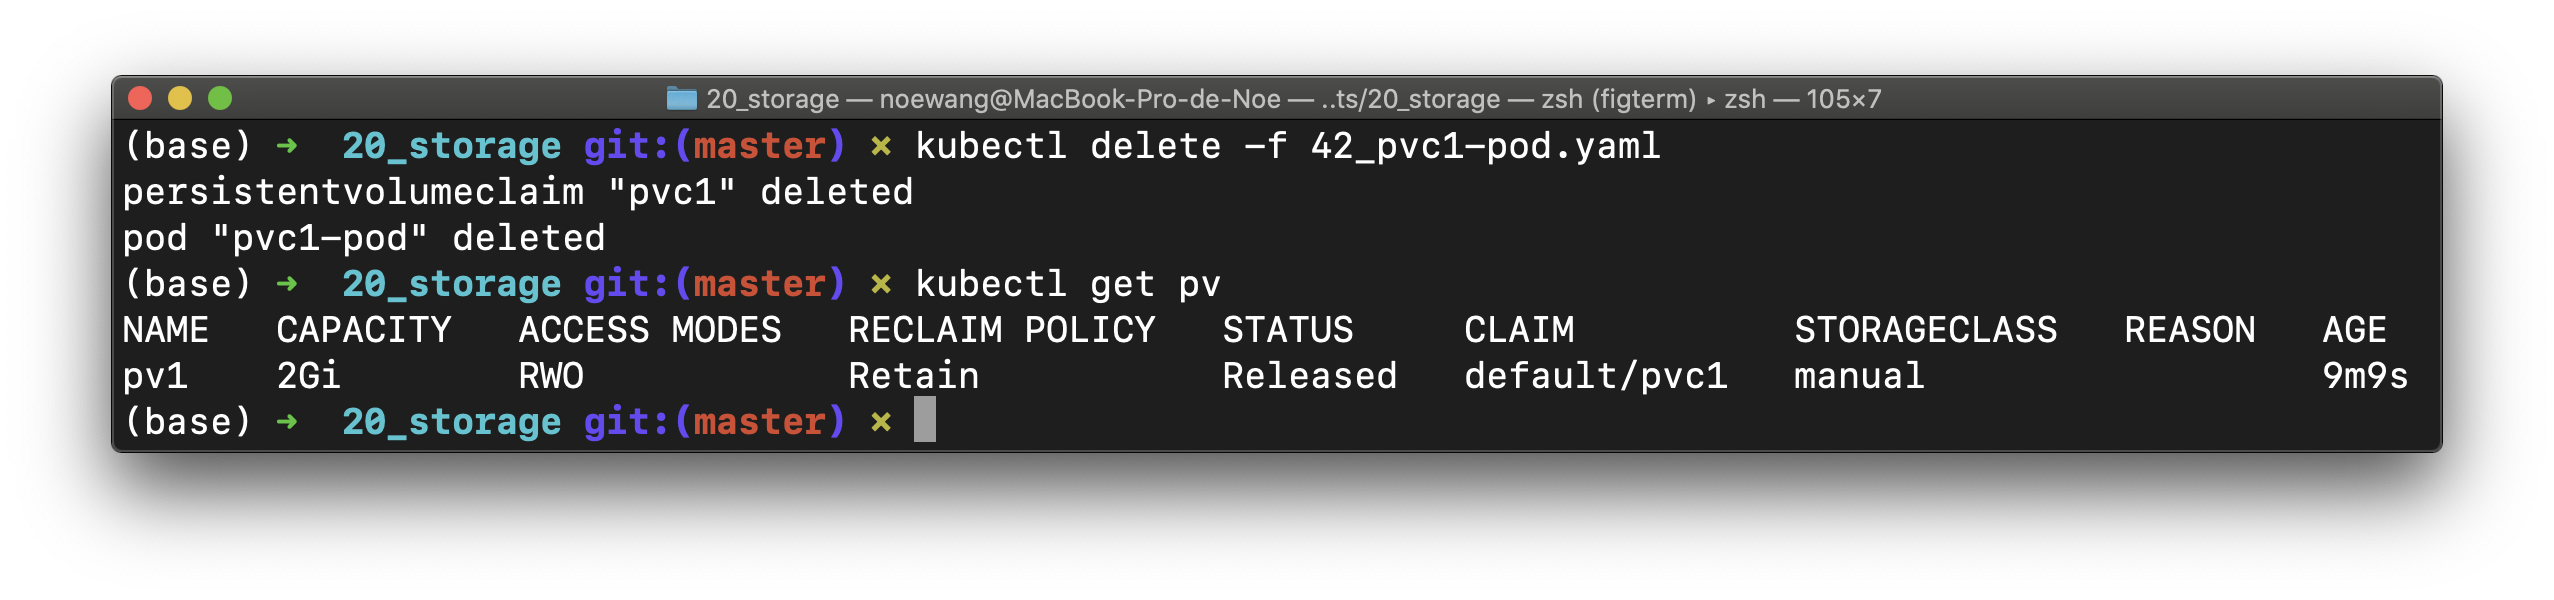 20_storage — noewang@MacBook-Pro-de-Noe — ..ts/20_storage — zsh (figterm) ▸ zsh — 105×7
(base) ➜  20_storage git:(master) ✗ kubectl delete -f 42_pvc1-pod.yaml
persistentvolumeclaim "pvc1" deleted
pod "pvc1-pod" deleted
(base) ➜  20_storage git:(master) ✗ kubectl get pv
NAME   CAPACITY   ACCESS MODES   RECLAIM POLICY   STATUS     CLAIM          STORAGECLASS   REASON   AGE
pv1    2Gi        RWO            Retain           Released   default/pvc1   manual                  9m9s
(base) ➜  20_storage git:(master) ✗